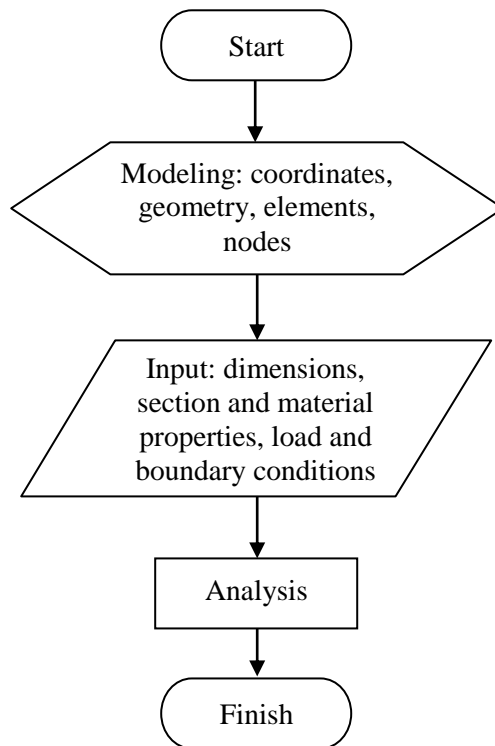 Start
Modeling: coordinates,
geometry, elements,
nodes
Input: dimensions,
section and material
properties, load and
boundary conditions
Analysis
Finish